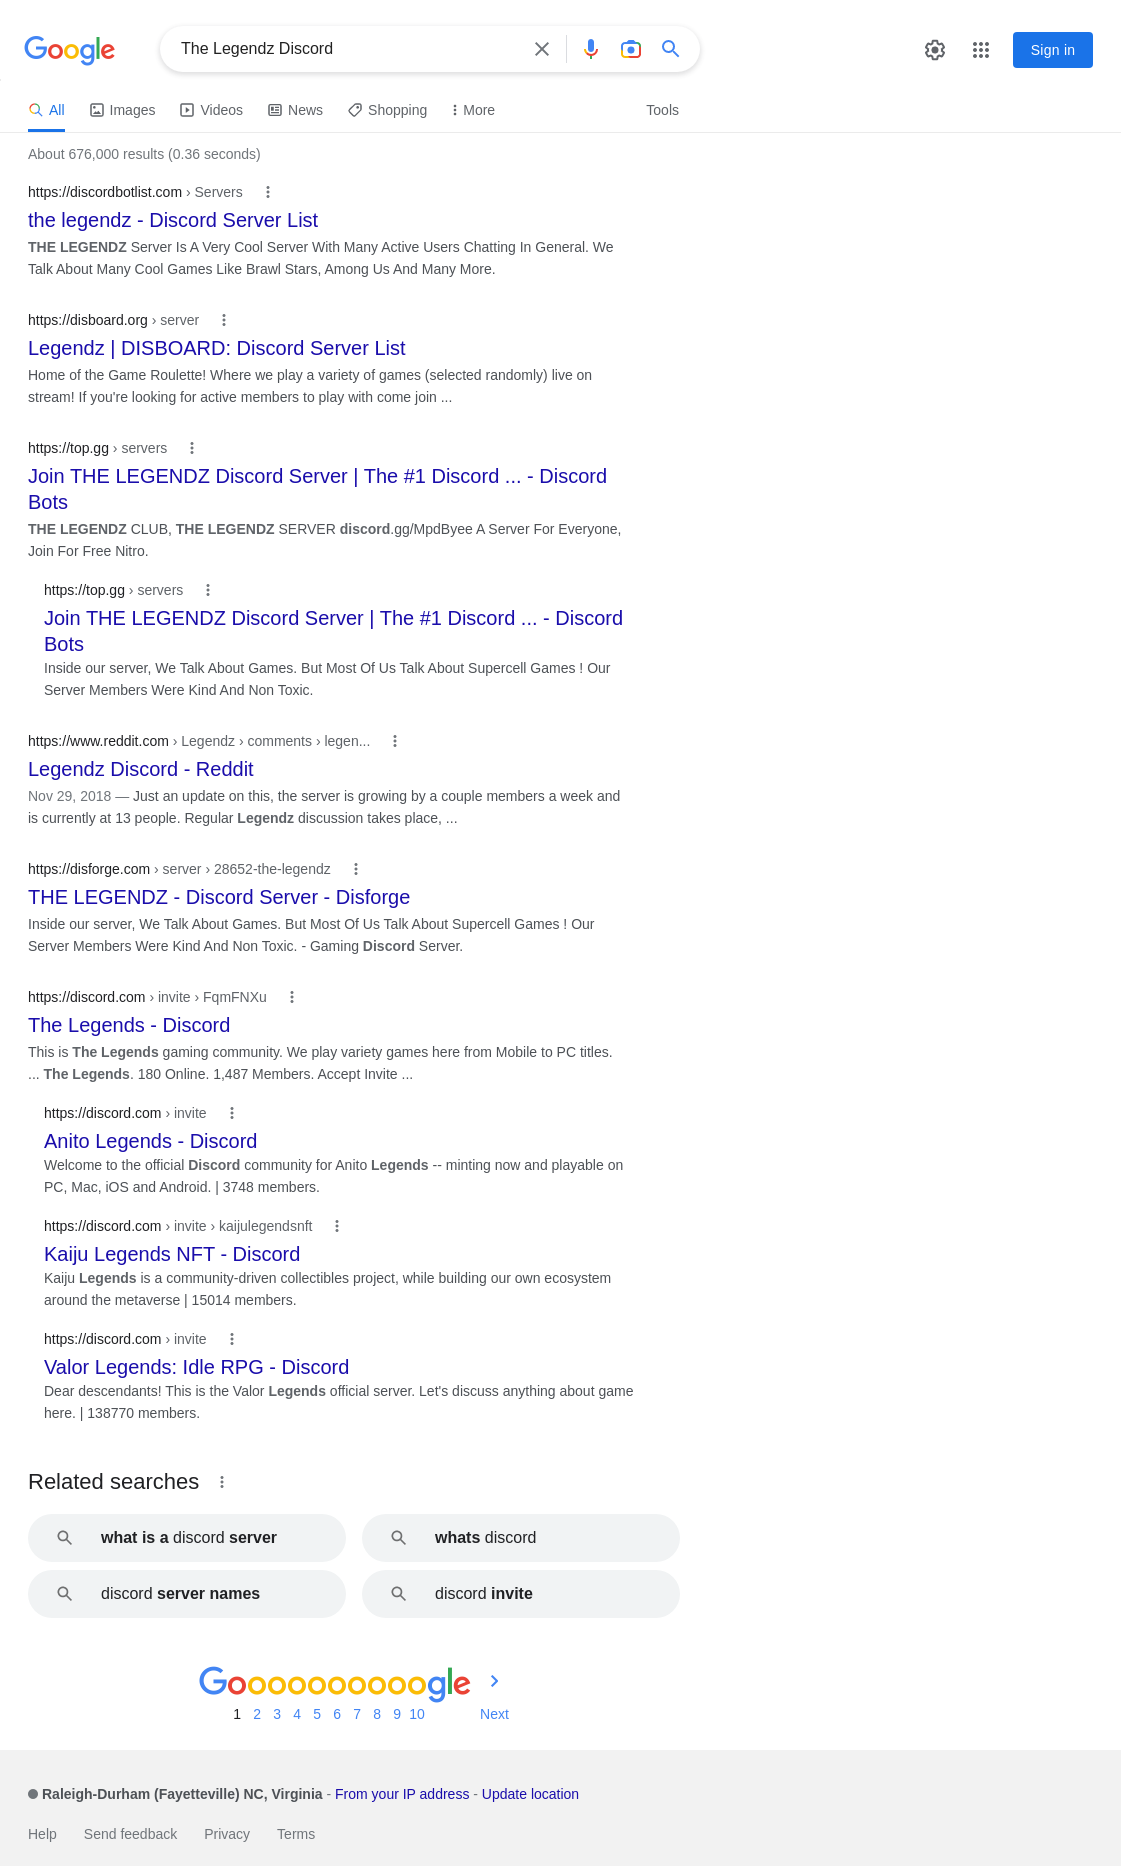 Google
The Legendz Discord
Sign in
All Images Videos News Shopping More Tools
About 676,000 results (0.36 seconds)
https://discordbotlist.com › Servers
the legendz - Discord Server List
THE LEGENDZ Server Is A Very Cool Server With Many Active Users Chatting In General. We
Talk About Many Cool Games Like Brawl Stars, Among Us And Many More.
https://disboard.org › server
Legendz | DISBOARD: Discord Server List
Home of the Game Roulette! Where we play a variety of games (selected randomly) live on
stream! If you're looking for active members to play with come join ...
https://top.gg › servers
Join THE LEGENDZ Discord Server | The #1 Discord ... - Discord
Bots
THE LEGENDZ CLUB, THE LEGENDZ SERVER discord.gg/MpdByee A Server For Everyone,
Join For Free Nitro.
https://top.gg › servers
Join THE LEGENDZ Discord Server | The #1 Discord ... - Discord
Bots
Inside our server, We Talk About Games. But Most Of Us Talk About Supercell Games ! Our
Server Members Were Kind And Non Toxic.
https://www.reddit.com › Legendz › comments › legen...
Legendz Discord - Reddit
Nov 29, 2018 — Just an update on this, the server is growing by a couple members a week and
is currently at 13 people. Regular Legendz discussion takes place, ...
https://disforge.com › server › 28652-the-legendz
THE LEGENDZ - Discord Server - Disforge
Inside our server, We Talk About Games. But Most Of Us Talk About Supercell Games ! Our
Server Members Were Kind And Non Toxic. - Gaming Discord Server.
https://discord.com › invite › FqmFNXu
The Legends - Discord
This is The Legends gaming community. We play variety games here from Mobile to PC titles.
... The Legends. 180 Online. 1,487 Members. Accept Invite ...
https://discord.com › invite
Anito Legends - Discord
Welcome to the official Discord community for Anito Legends -- minting now and playable on
PC, Mac, iOS and Android. | 3748 members.
https://discord.com › invite › kaijulegendsnft
Kaiju Legends NFT - Discord
Kaiju Legends is a community-driven collectibles project, while building our own ecosystem
around the metaverse | 15014 members.
https://discord.com › invite
Valor Legends: Idle RPG - Discord
Dear descendants! This is the Valor Legends official server. Let's discuss anything about game
here. | 138770 members.
Related searches
what is a discord server
whats discord
discord server names
discord invite
Goooooooooogle
1 2 3 4 5 6 7 8 9 10 Next
Raleigh-Durham (Fayetteville) NC, Virginia - From your IP address - Update location
Help Send feedback Privacy Terms